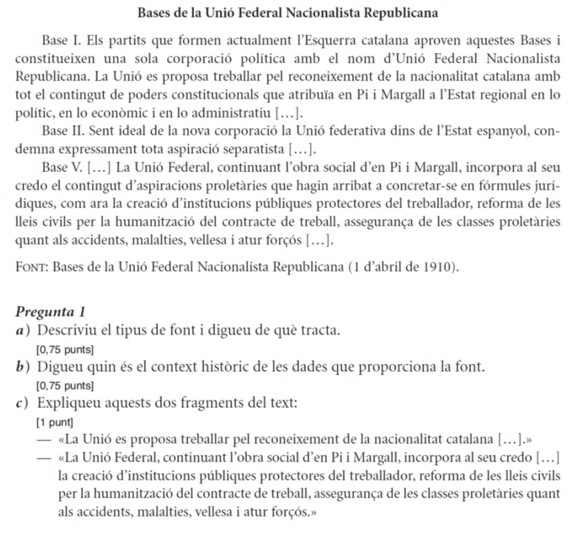 Bases de la Unió Federal Nacionalista Republicana
Base I. Els partits que formen actualment l'Esquerra catalana aproven aquestes Bases i
constitueixen una sola corporació política amb el nom d'Unió Federal Nacionalista
Republicana. La Unió es proposa treballar pel reconeixement de la nacionalitat catalana amb
tot el contingut de poders constitucionals que atribuïa en Pi i Margall a l'Estat regional en lo
polític, en lo econòmic i en lo administratiu […].
Base II. Sent ideal de la nova corporació la Unió federativa dins de l'Estat espanyol, con-
demna expressament tota aspiració separatista […].
Base V. […] La Unió Federal, continuant l'obra social d'en Pi i Margall, incorpora al seu
credo el contingut d'aspiracions proletàries que hagin arribat a concretar-se en fórmules jurí-
diques, com ara la creació d'institucions públiques protectores del treballador, reforma de les
lleis civils per la humanització del contracte de treball, assegurança de les classes proletàries
quant als accidents, malalties, vellesa i atur forçós […].
FONT: Bases de la Unió Federal Nacionalista Republicana (1 d'abril de 1910).
Pregunta 1
a) Descriviu el tipus de font i digueu de què tracta.
[0,75 punts]
b) Digueu quin és el context històric de les dades que proporciona la font.
[0,75 punts]
c) Expliqueu aquests dos fragments del text:
[1 punt]
— «La Unió es proposa treballar pel reconeixement de la nacionalitat catalana […].»
— «La Unió Federal, continuant l'obra social d'en Pi i Margall, incorpora al seu credo […]
la creació d'institucions públiques protectores del treballador, reforma de les lleis civils
per la humanització del contracte de treball, assegurança de les classes proletàries quant
als accidents, malalties, vellesa i atur forçós.»